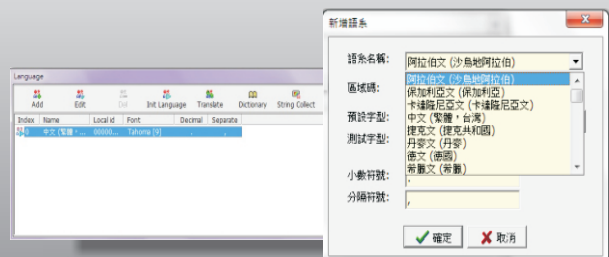 Language
Add Edit Del Init Language Translate Dictionary String Collect
Index Name Local id Font Decimal Separate
0 中文 (繁體, ... 00000... Tahoma [9] . ,
新增語系
語系名稱: 阿拉伯文 (沙烏地阿拉伯)
阿拉伯文 (沙烏地阿拉伯)
區域碼:
保加利亞文 (保加利亞)
卡達隆尼亞文 (卡達隆尼亞文)
預設字型:
中文 (繁體,台灣)
測試字型:
捷克文 (捷克共和國)
丹麥文 (丹麥)
德文 (德國)
希臘文 (希臘)
小數符號: .
分隔符號: ,
確定 取消